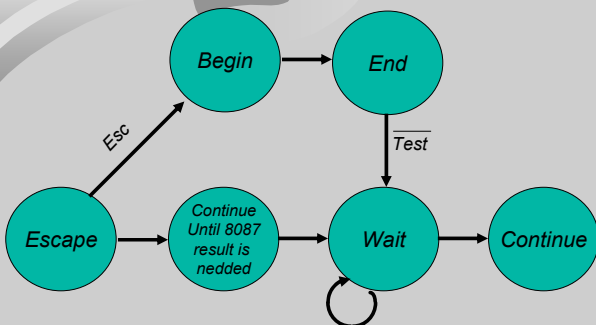 Begin
End
Esc
Test
Escape
Continue
Until 8087
result is
nedded
Wait
Continue